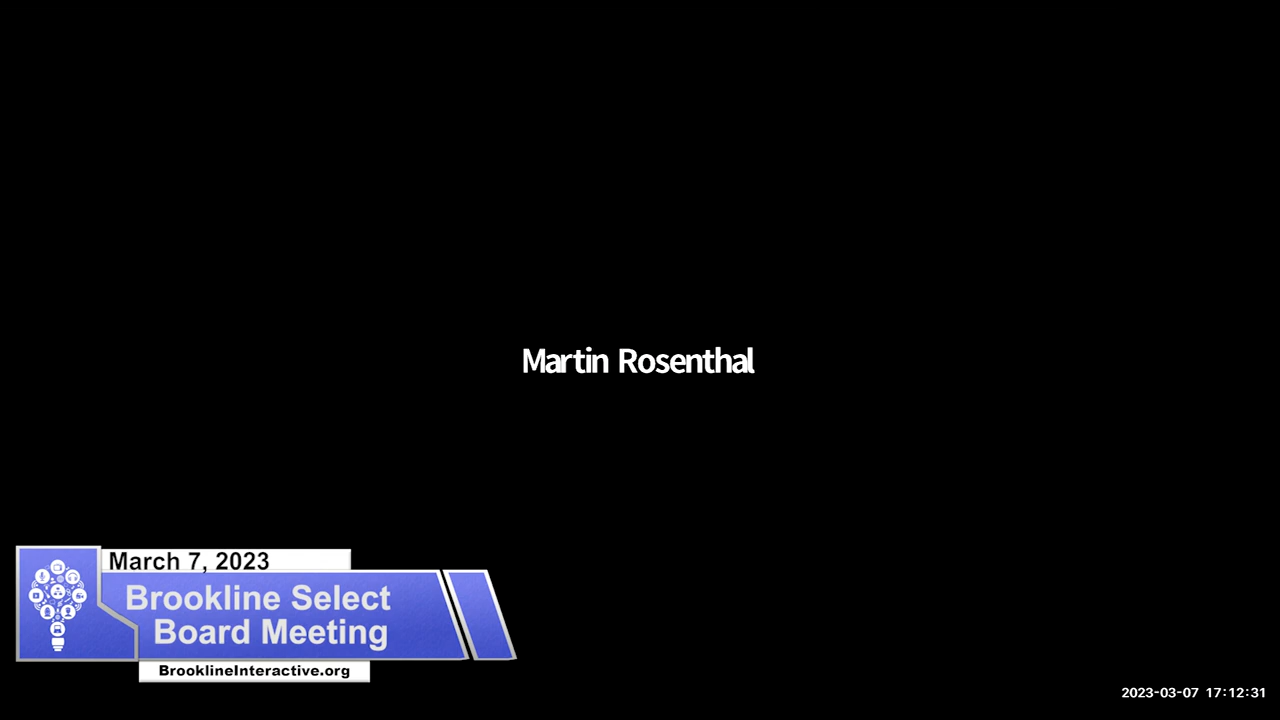 Martin Rosenthal
March 7, 2023
Brookline Select
Board Meeting
BrooklineInteractive.org
2023-03-07 17:12:31